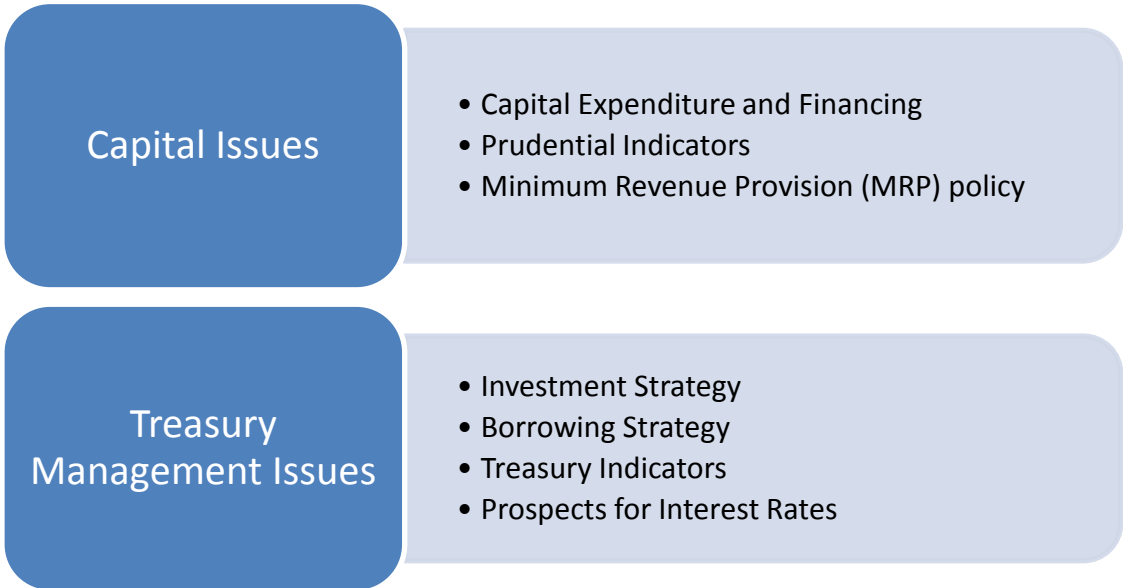 Capital Issues
• Capital Expenditure and Financing
• Prudential Indicators
• Minimum Revenue Provision (MRP) policy
Treasury
Management Issues
• Investment Strategy
• Borrowing Strategy
• Treasury Indicators
• Prospects for Interest Rates